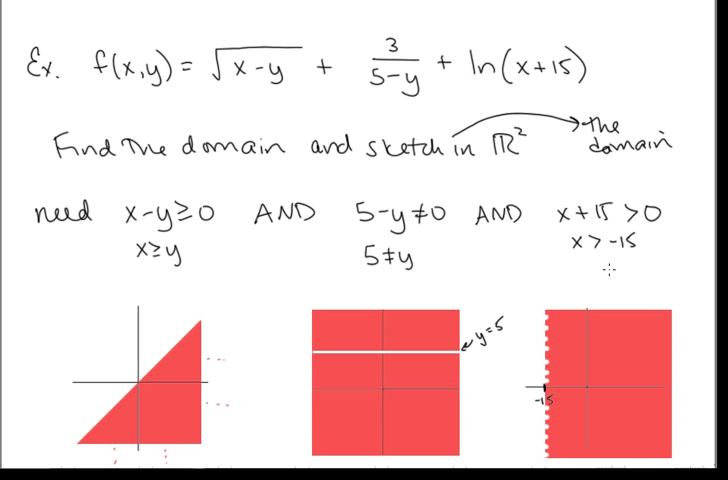 Ex. f(x,y) = √(x-y) + 3/(5-y) + ln(x+15)
Find the domain and sketch in ℝ² → the domain
need x-y≥0 AND 5-y≠0 AND x+15 >0
x≥y 5≠y x > -15
y=5
-15